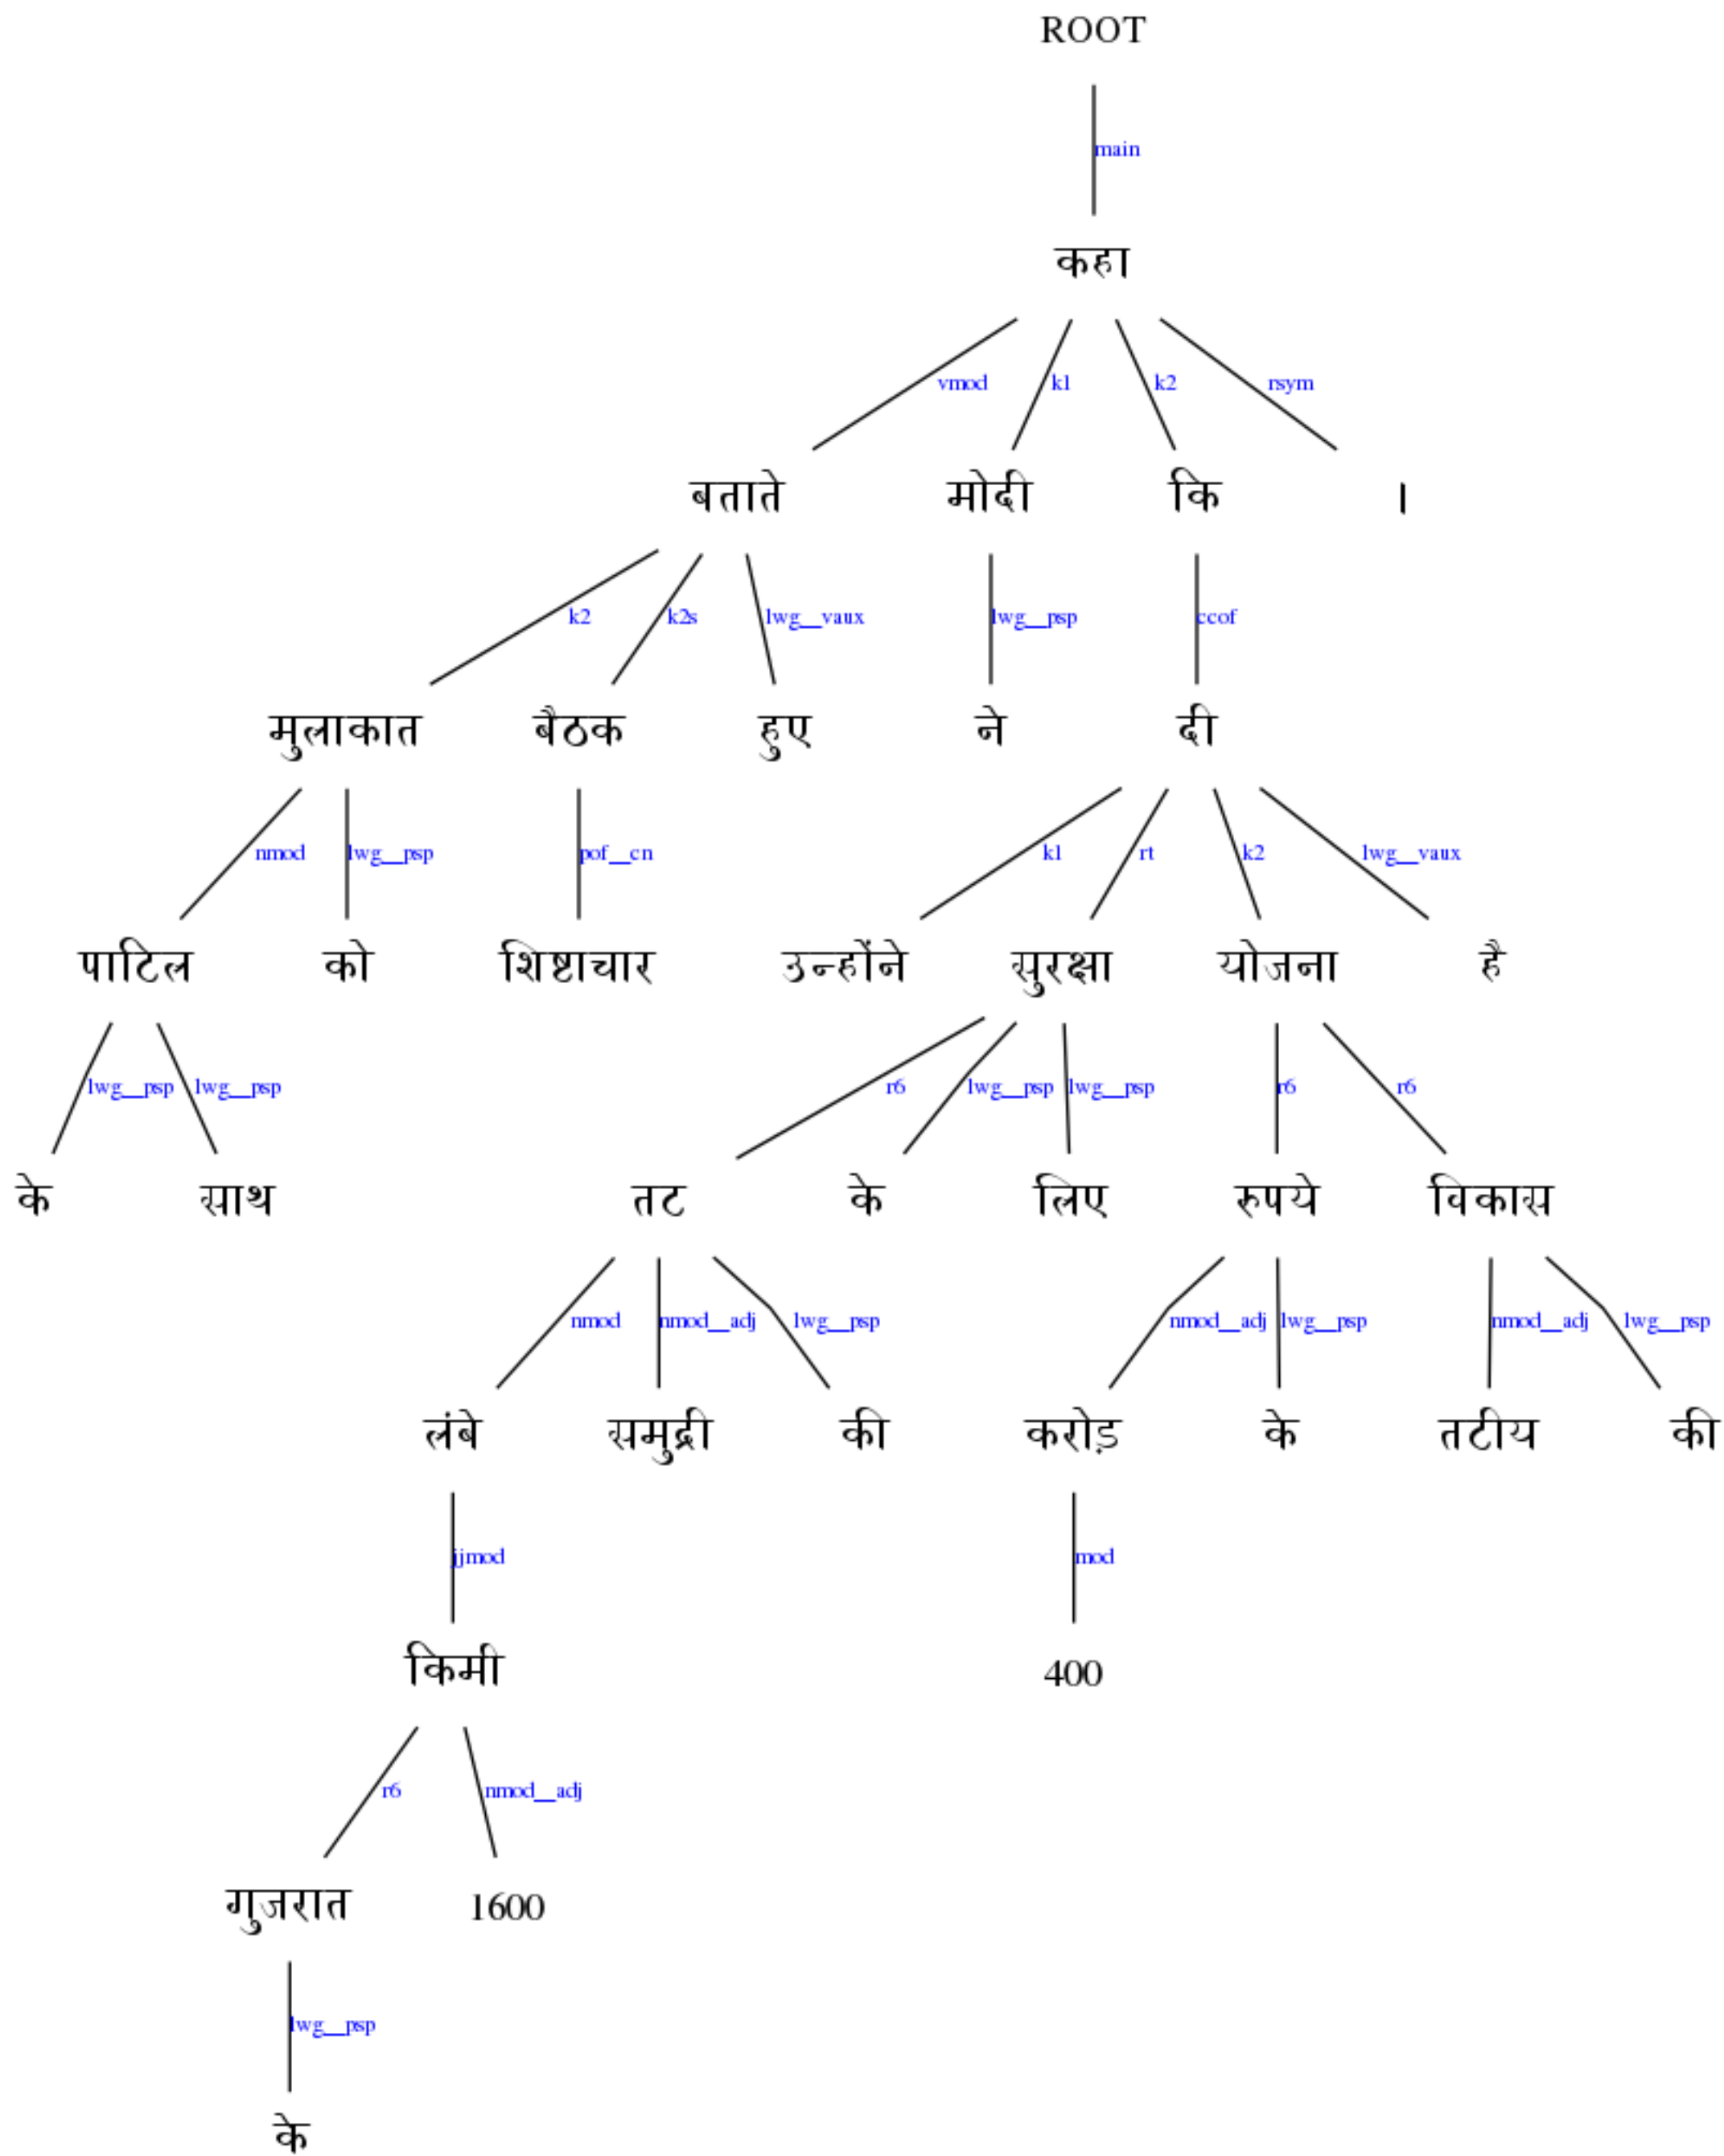 ROOT
main
कहा
vmod k1 k2 rsym
बताते मोदी कि ।
k2 k2s lwg__vaux lwg__psp ccof
मुलाकात बैठक हुए ने दी
nmod lwg__psp pof__cn k1 rt k2 lwg__vaux
पाटिल को शिष्टाचार उन्होंने सुरक्षा योजना है
lwg__psp lwg__psp r6 lwg__psp lwg__psp r6 r6
के साथ तट के लिए रुपये विकास
nmod nmod__adj lwg__psp nmod__adj lwg__psp nmod__adj lwg__psp
लंबे समुद्री की करोड़ के तटीय की
jjmod mod
किमी 400
r6 nmod__adj
गुजरात 1600
lwg__psp
के